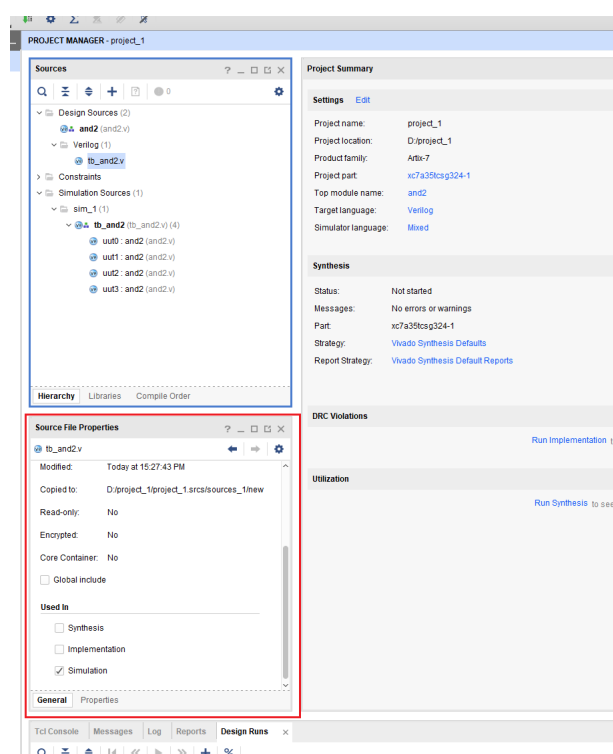 PROJECT MANAGER - project_1
Sources
? _ □ X
0
Design Sources (2)
and2 (and2.v)
Verilog (1)
tb_and2.v
Constraints
Simulation Sources (1)
sim_1 (1)
tb_and2 (tb_and2.v) (4)
uut0 : and2 (and2.v)
uut1 : and2 (and2.v)
uut2 : and2 (and2.v)
uut3 : and2 (and2.v)
Hierarchy Libraries Compile Order
Source File Properties
tb_and2.v
Modified: Today at 15:27:43 PM
Copied to: D:/project_1/project_1.srcs/sources_1/new
Read-only: No
Encrypted: No
Core Container: No
Global include
Used In
Synthesis
Implementation
Simulation
General Properties
Project Summary
Settings Edit
Project name: project_1
Project location: D:/project_1
Product family: Artix-7
Project part: xc7a35tcsg324-1
Top module name: and2
Target language: Verilog
Simulator language: Mixed
Synthesis
Status: Not started
Messages: No errors or warnings
Part: xc7a35tcsg324-1
Strategy: Vivado Synthesis Defaults
Report Strategy: Vivado Synthesis Default Reports
DRC Violations
Run Implementation
Utilization
Run Synthesis to see
Tcl Console Messages Log Reports Design Runs